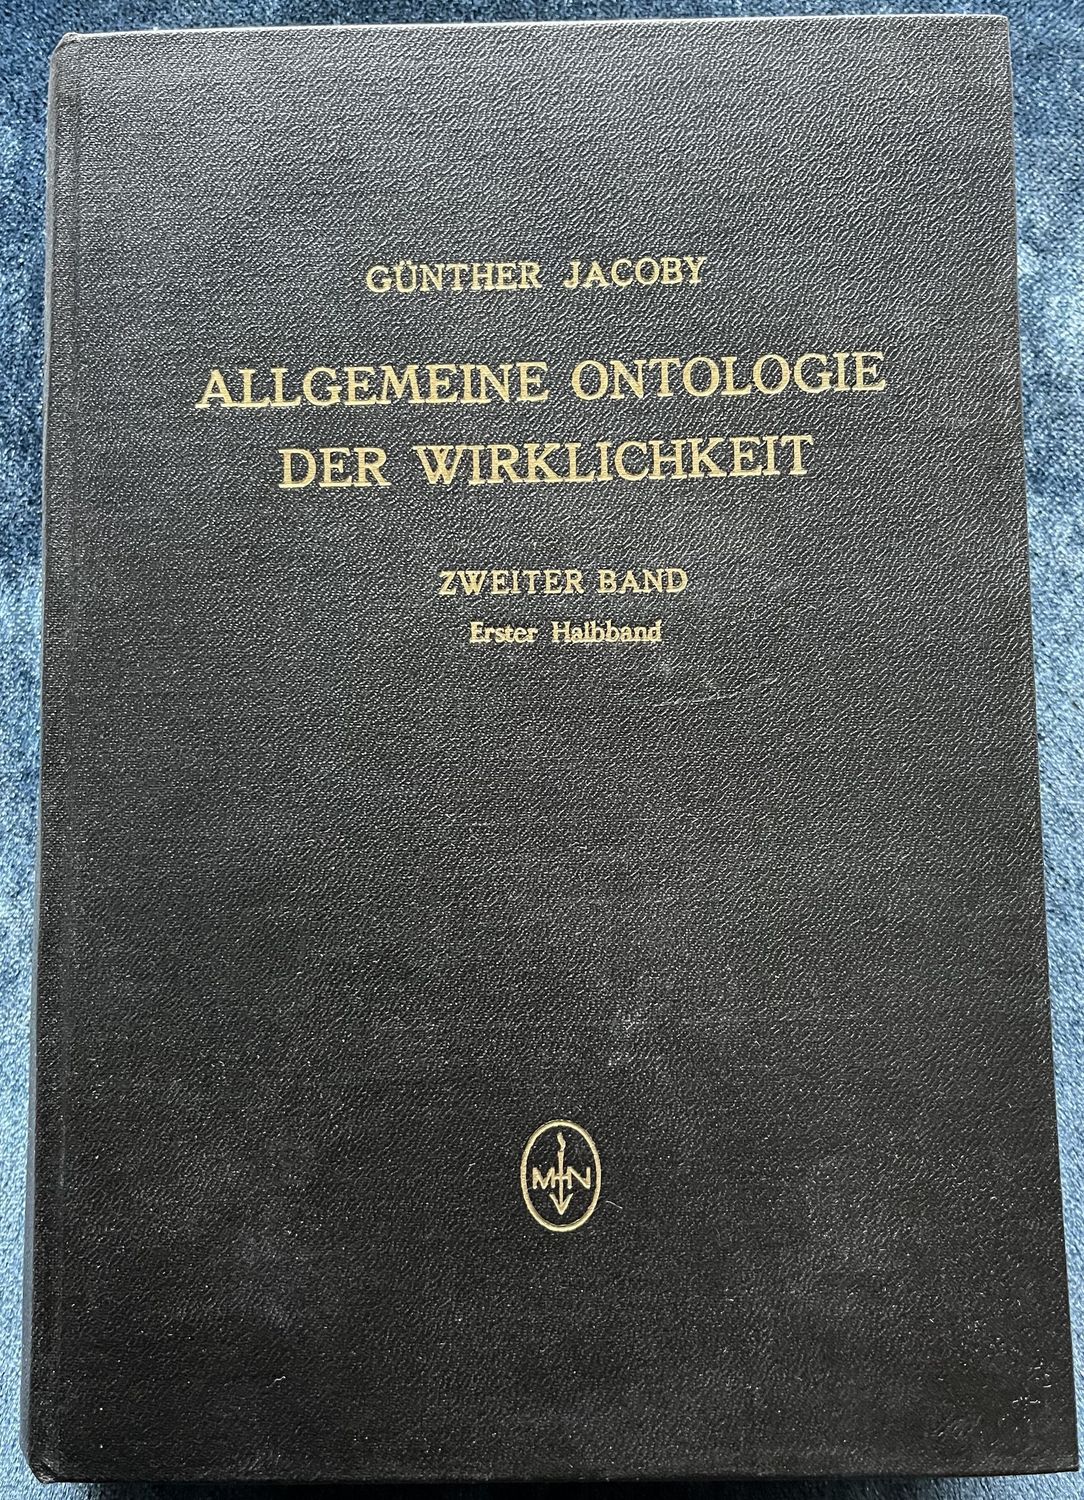 GÜNTHER JACOBY
ALLGEMEINE ONTOLOGIE
DER WIRKLICHKEIT
ZWEITER BAND
Erster Halbband
M N